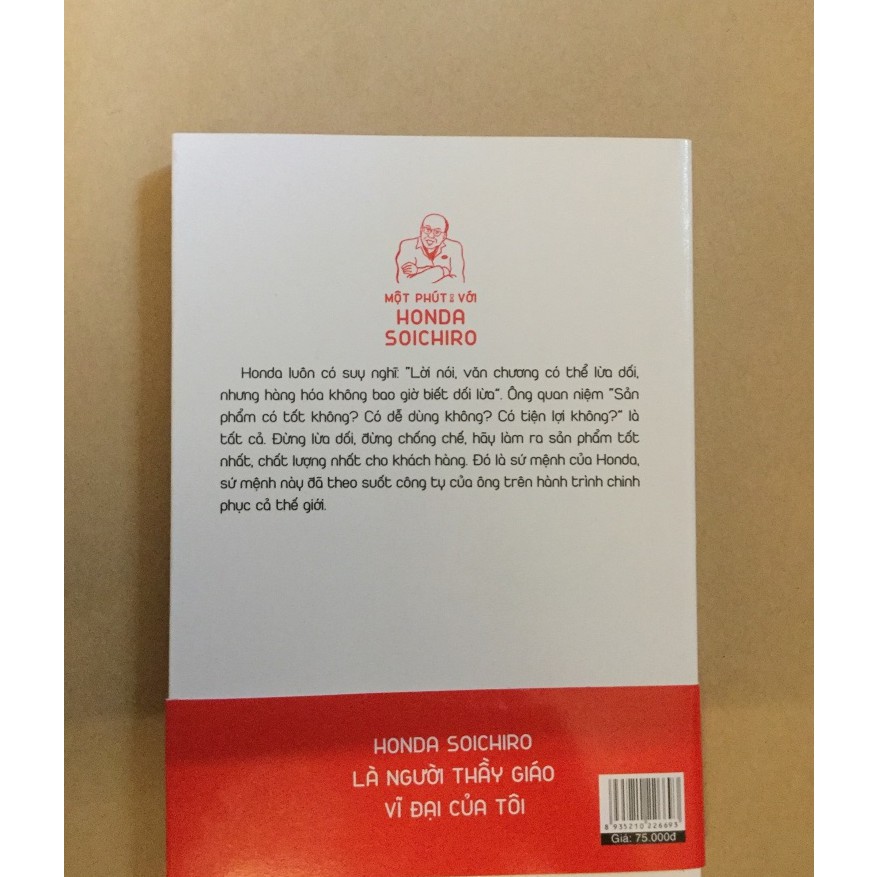 MỘT PHÚT VỚI
HONDA
SOICHIRO
Honda luôn có suy nghĩ: "Lời nói, văn chương có thể lừa dối,
nhưng hàng hóa không bao giờ biết dối lừa". Ông quan niệm "Sản
phẩm có tốt không? Có dễ dùng không? Có tiện lợi không?" là
tất cả. Đừng lừa dối, đừng chống chế, hãy làm ra sản phẩm tốt
nhất, chất lượng nhất cho khách hàng. Đó là sứ mệnh của Honda,
sứ mệnh này đã theo suốt công ty của ông trên hành trình chinh
phục cả thế giới.
HONDA SOICHIRO
LÀ NGƯỜI THẦY GIÁO
VĨ ĐẠI CỦA TÔI
8 935210 226693
Giá: 75.000đ